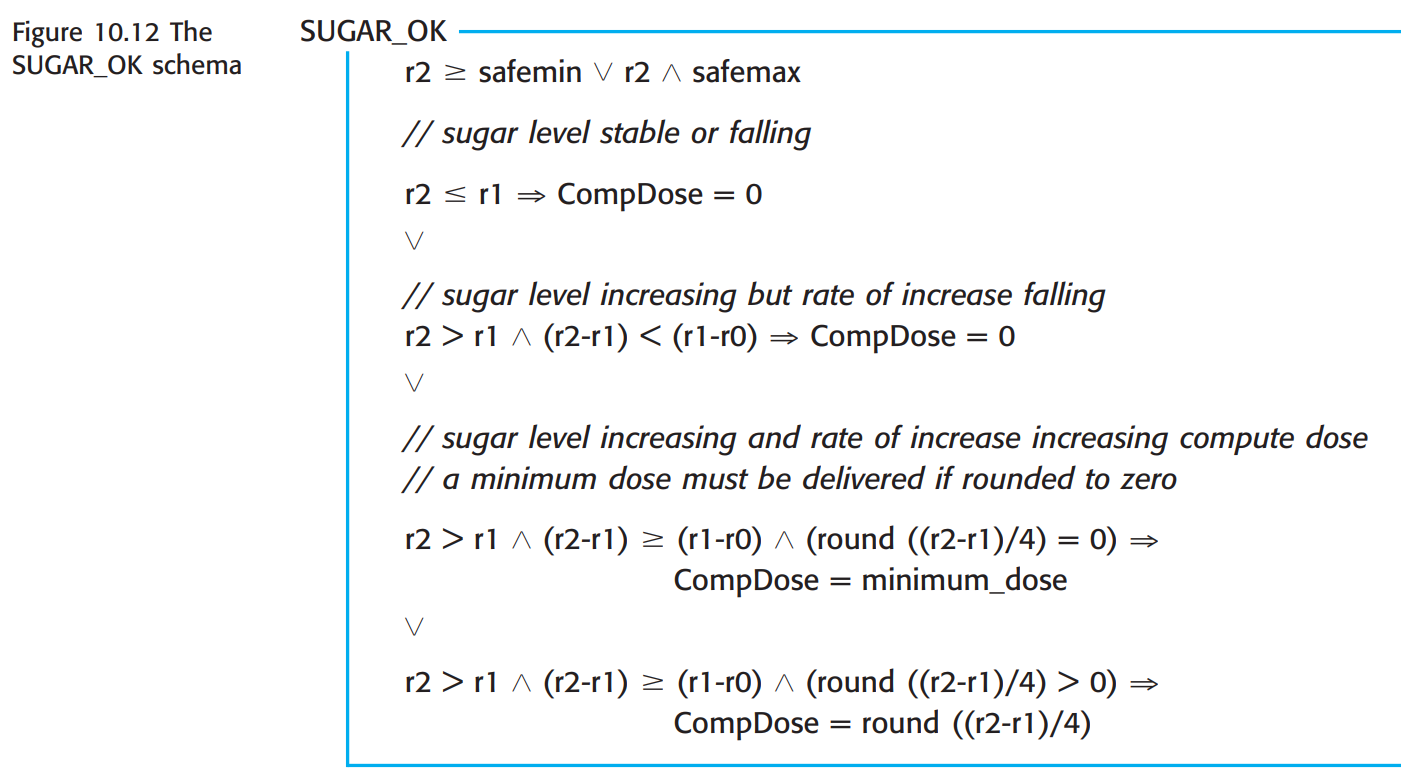 Figure 10.12 The
SUGAR_OK schema
SUGAR_OK
r2 ≥ safemin ∨ r2 ∧ safemax
// sugar level stable or falling
r2 ≤ r1 ⇒ CompDose = 0
∨
// sugar level increasing but rate of increase falling
r2 > r1 ∧ (r2-r1) < (r1-r0) ⇒ CompDose = 0
∨
// sugar level increasing and rate of increase increasing compute dose
// a minimum dose must be delivered if rounded to zero
r2 > r1 ∧ (r2-r1) ≥ (r1-r0) ∧ (round ((r2-r1)/4) = 0) ⇒
CompDose = minimum_dose
∨
r2 > r1 ∧ (r2-r1) ≥ (r1-r0) ∧ (round ((r2-r1)/4) > 0) ⇒
CompDose = round ((r2-r1)/4)